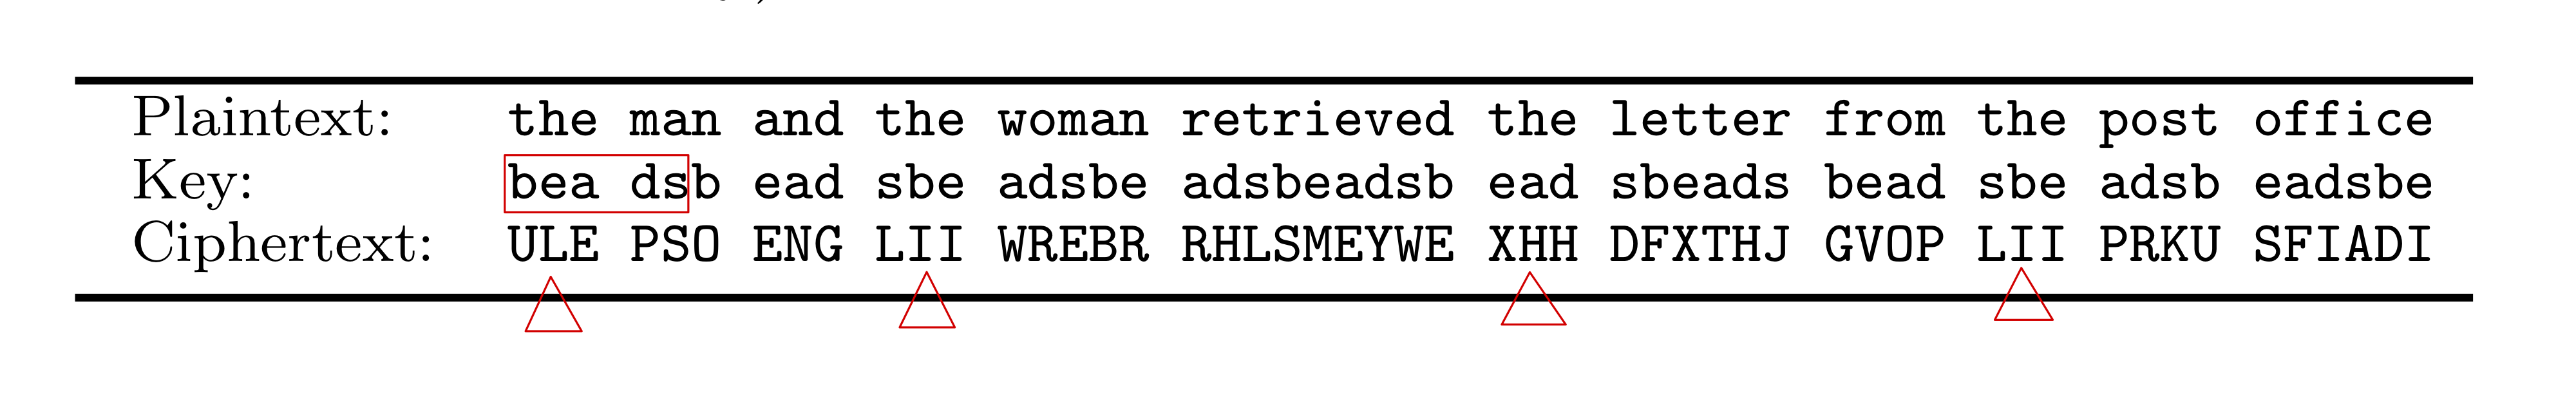 Plaintext: the man and the woman retrieved the letter from the post office
Key: bea dsb ead sbe adsbe adsbeadsb ead sbeads bead sbe adsb eadsbe
Ciphertext: ULE PSO ENG LII WREBR RHLSMEYWE XHH DFXTHJ GVOP LII PRKU SFIADI